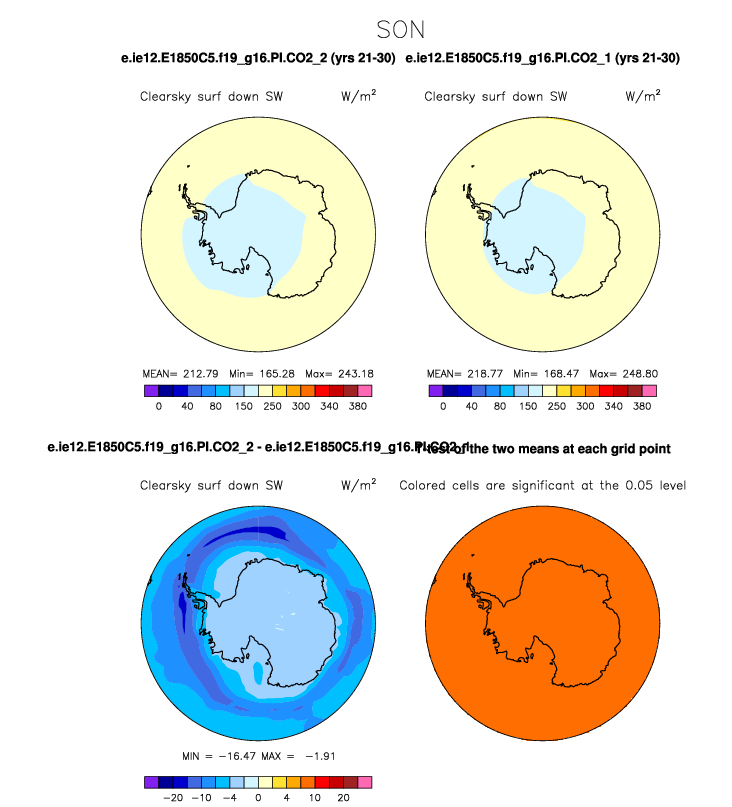 SON
e.ie12.E1850C5.f19_g16.PI.CO2_2 (yrs 21-30) e.ie12.E1850C5.f19_g16.PI.CO2_1 (yrs 21-30)
Clearsky surf down SW W/m²
Clearsky surf down SW W/m²
MEAN= 212.79 Min= 165.28 Max= 243.18
MEAN= 218.77 Min= 168.47 Max= 248.80
0 40 80 150 250 300 340 380
0 40 80 150 250 300 340 380
e.ie12.E1850C5.f19_g16.PI.CO2_2 - e.ie12.E1850C5.f19_g16.PI.CO2_1
T-test of the two means at each grid point
Clearsky surf down SW W/m²
Colored cells are significant at the 0.05 level
MIN = −16.47 MAX = −1.91
−20 −10 −4 0 4 10 20